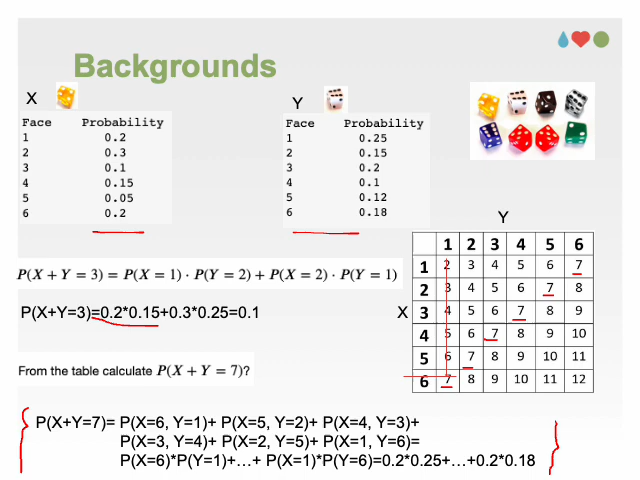 Backgrounds
X
Face Probability
1 0.2
2 0.3
3 0.1
4 0.15
5 0.05
6 0.2
Y
Face Probability
1 0.25
2 0.15
3 0.2
4 0.1
5 0.12
6 0.18
P(X + Y = 3) = P(X = 1) · P(Y = 2) + P(X = 2) · P(Y = 1)
P(X+Y=3)=0.2*0.15+0.3*0.25=0.1
From the table calculate P(X + Y = 7)?
Y
1 2 3 4 5 6
1 2 3 4 5 6 7
2 3 4 5 6 7 8
X
3 4 5 6 7 8 9
4 5 6 7 8 9 10
5 6 7 8 9 10 11
6 7 8 9 10 11 12
P(X+Y=7)= P(X=6, Y=1)+ P(X=5, Y=2)+ P(X=4, Y=3)+
P(X=3, Y=4)+ P(X=2, Y=5)+ P(X=1, Y=6)=
P(X=6)*P(Y=1)+…+ P(X=1)*P(Y=6)=0.2*0.25+…+0.2*0.18